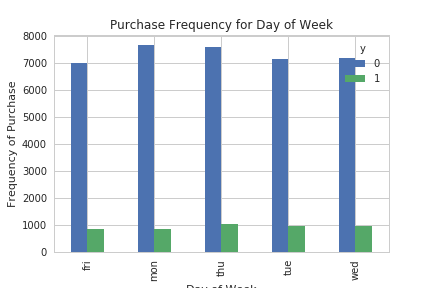 Purchase Frequency for Day of Week
Frequency of Purchase
8000
7000
6000
5000
4000
3000
2000
1000
0
y
0
1
fri
mon
thu
tue
wed
Day of Week